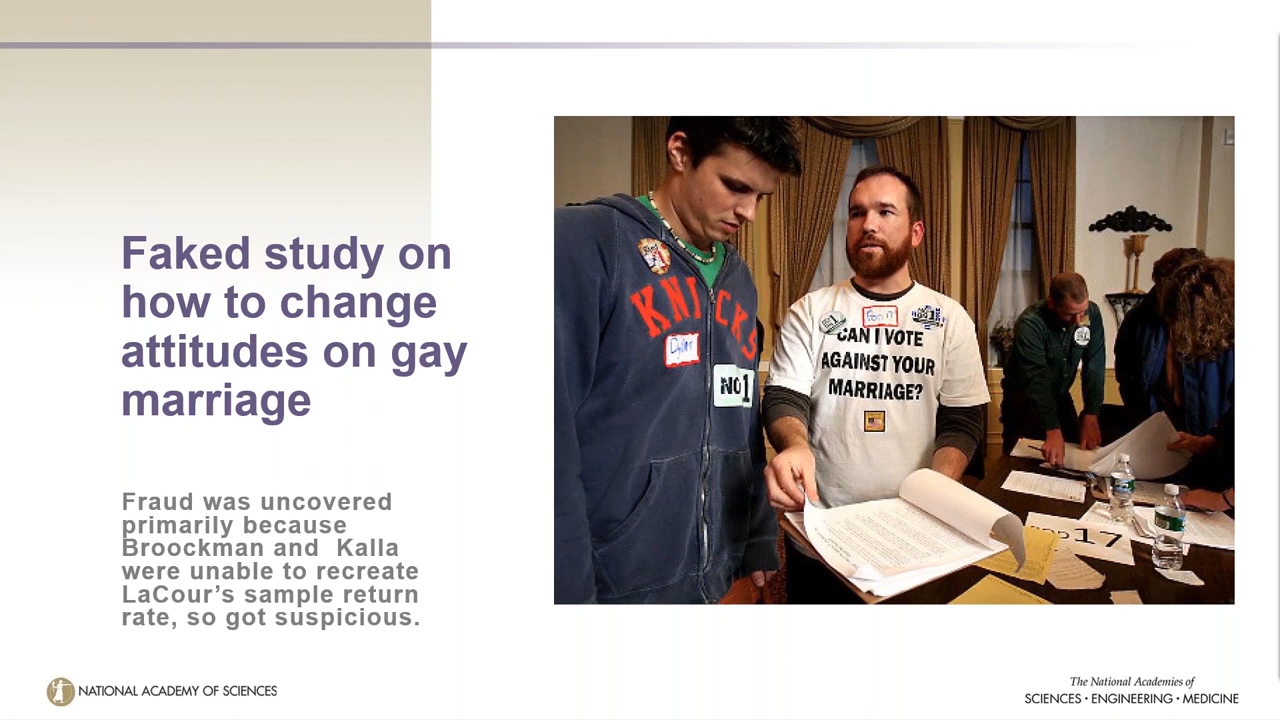 Faked study on
how to change
attitudes on gay
marriage
Fraud was uncovered
primarily because
Broockman and  Kalla
were unable to recreate
LaCour’s sample return
rate, so got suspicious.
KNICKS
NO 1
CAN I VOTE
AGAINST YOUR
MARRIAGE?
17
NATIONAL ACADEMY OF SCIENCES
The National Academies of
SCIENCES · ENGINEERING · MEDICINE